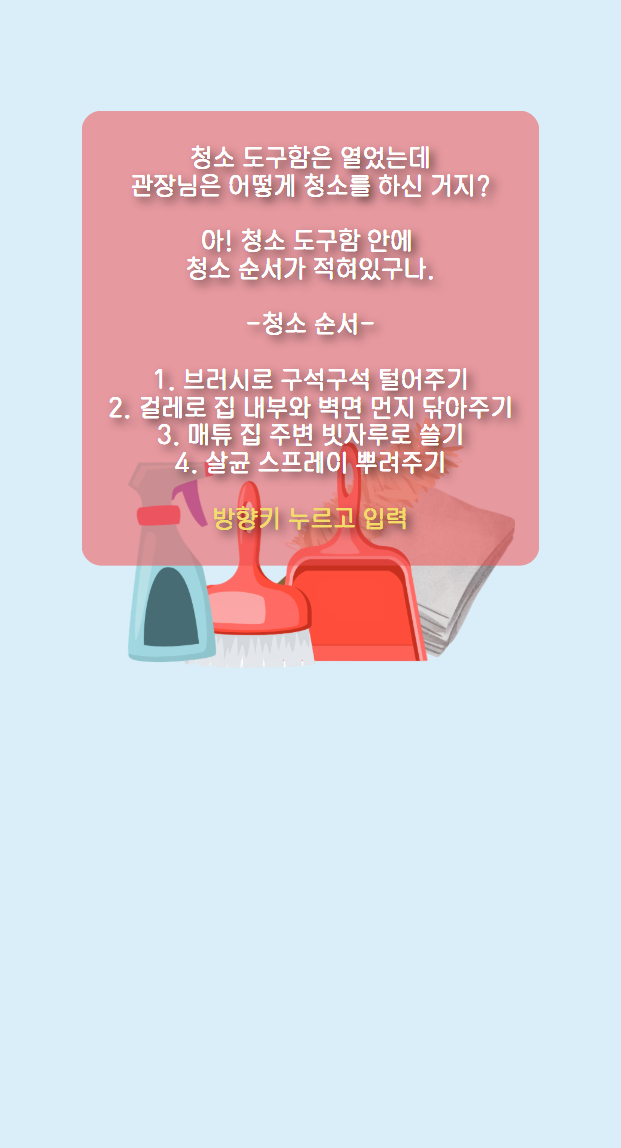 청소 도구함은 열었는데
관장님은 어떻게 청소를 하신 거지?
아! 청소 도구함 안에
청소 순서가 적혀있구나.
-청소 순서-
1. 브러시로 구석구석 털어주기
2. 걸레로 집 내부와 벽면 먼지 닦아주기
3. 매튜 집 주변 빗자루로 쓸기
4. 살균 스프레이 뿌려주기
방향키 누르고 입력